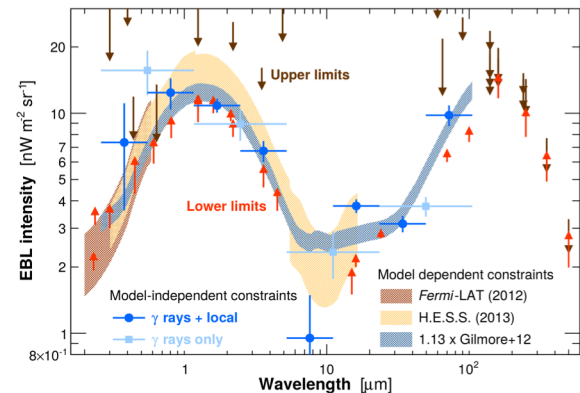 EBL intensity [nW m⁻² sr⁻¹]
20
10
7
6
5
4
3
2
1
8×10⁻¹
Upper limits
Lower limits
Model-independent constraints
γ rays + local
γ rays only
Model dependent constraints
Fermi-LAT (2012)
H.E.S.S. (2013)
1.13 x Gilmore+12
1
10
10²
Wavelength [μm]